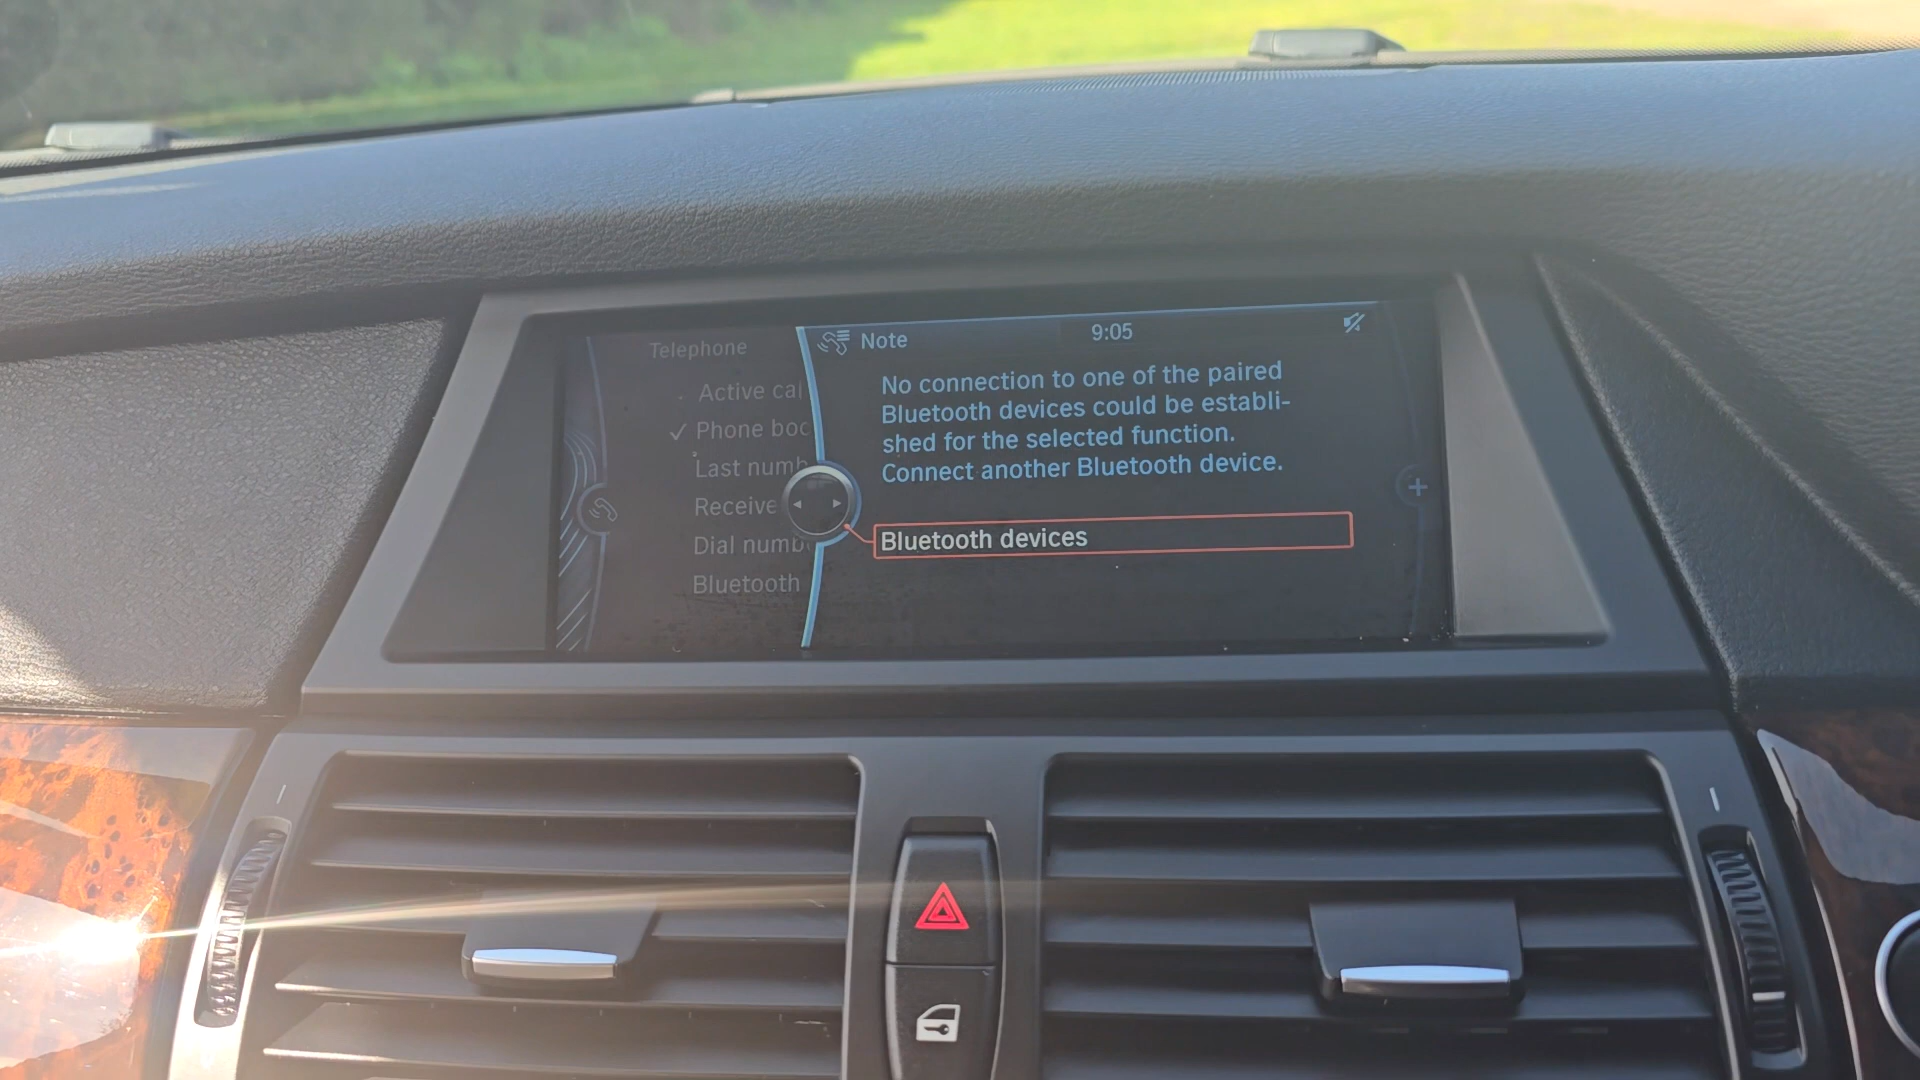 Telephone
Note
9:05
Active cal
Phone boo
Last numb
Receive
Dial numb
Bluetooth
No connection to one of the paired
Bluetooth devices could be establi-
shed for the selected function.
Connect another Bluetooth device.
Bluetooth devices